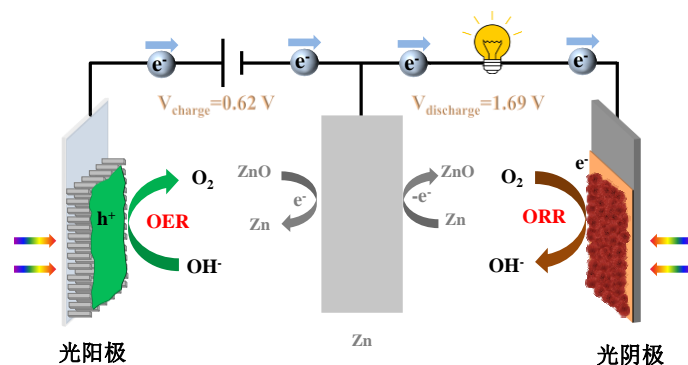 e⁻ e⁻ e⁻ e⁻
V_charge=0.62 V V_discharge=1.69 V
e⁻
ZnO ZnO
O₂ O₂
h⁺ e⁻ -e⁻
OER ORR
Zn Zn
OH⁻ OH⁻
Zn
光阳极 光阴极